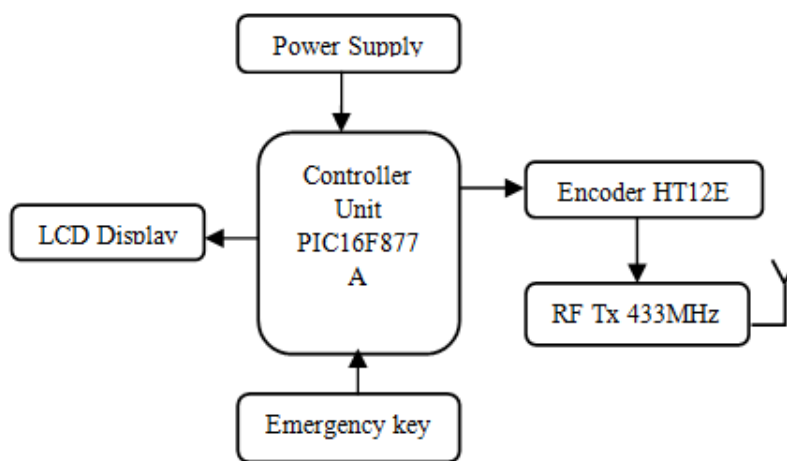 Power Supply
Controller
Unit
PIC16F877
A
Encoder HT12E
LCD Display
RF Tx 433MHz
Emergency key